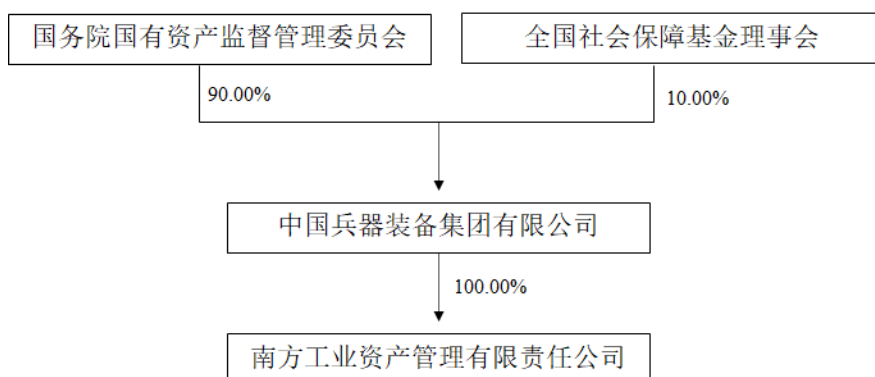 国务院国有资产监督管理委员会
全国社会保障基金理事会
90.00%
10.00%
中国兵器装备集团有限公司
100.00%
南方工业资产管理有限责任公司